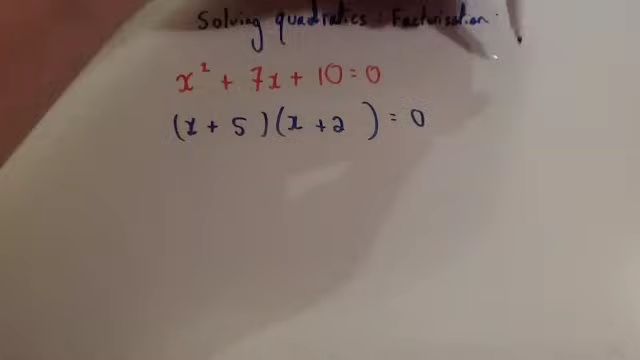 Solving quadratics : Factorisation.
x² + 7x + 10 = 0
(x + 5 )(x + 2 ) = 0